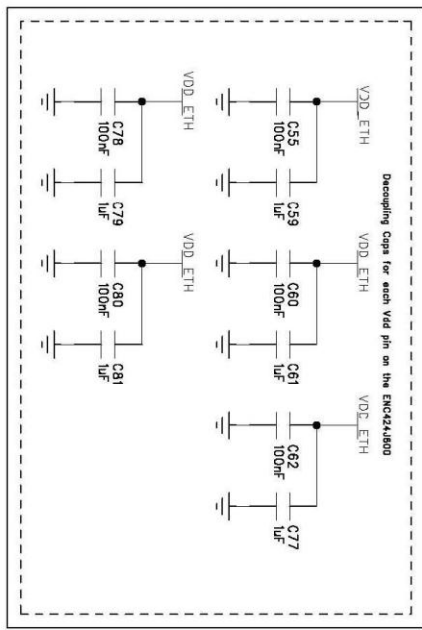 Decoupling Caps for each Vdd pin on the ENC424J600
VDD_ETH
C55
100nF
C59
1uF
VDD_ETH
C60
100nF
C61
1uF
VDD_ETH
C62
100nF
C77
1uF
VDD_ETH
C78
100nF
C79
1uF
VDD_ETH
C80
100nF
C81
1uF